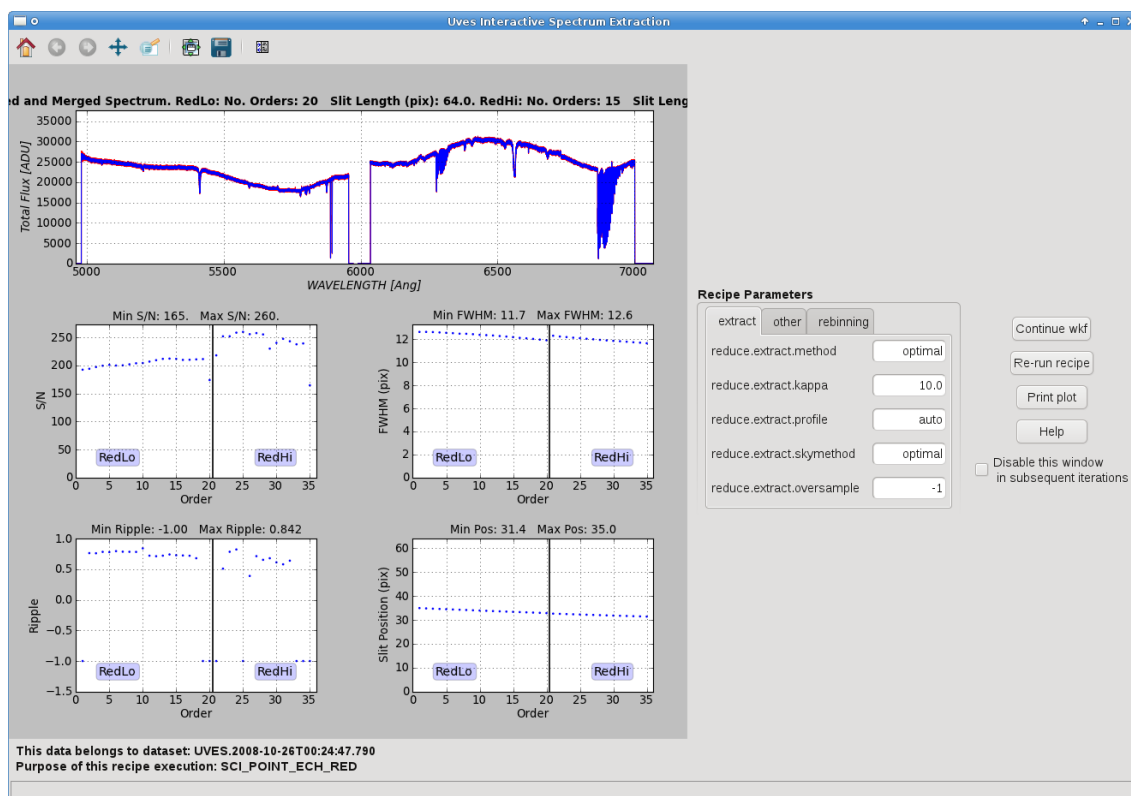 Uves Interactive Spectrum Extraction
ed and Merged Spectrum. RedLo: No. Orders: 20 Slit Length (pix): 64.0. RedHi: No. Orders: 15 Slit Leng
35000
30000
25000
20000
15000
10000
5000
0
Total Flux [ADU]
5000 5500 6000 6500 7000
WAVELENGTH [Ang]
Min S/N: 165. Max S/N: 260.
250
200
150
100
50
0
S/N
RedLo RedHi
0 5 10 15 20 25 30 35
Order
Min FWHM: 11.7 Max FWHM: 12.6
12
10
8
6
4
2
0
FWHM (pix)
RedLo RedHi
0 5 10 15 20 25 30 35
Order
Min Ripple: -1.00 Max Ripple: 0.842
1.0
0.5
0.0
−0.5
−1.0
−1.5
Ripple
RedLo RedHi
0 5 10 15 20 25 30 35
Order
Min Pos: 31.4 Max Pos: 35.0
60
50
40
30
20
10
0
Slit Position (pix)
RedLo RedHi
0 5 10 15 20 25 30 35
Order
Recipe Parameters
extract other rebinning
reduce.extract.method optimal
reduce.extract.kappa 10.0
reduce.extract.profile auto
reduce.extract.skymethod optimal
reduce.extract.oversample -1
Continue wkf
Re-run recipe
Print plot
Help
Disable this window
in subsequent iterations
This data belongs to dataset: UVES.2008-10-26T00:24:47.790
Purpose of this recipe execution: SCI_POINT_ECH_RED